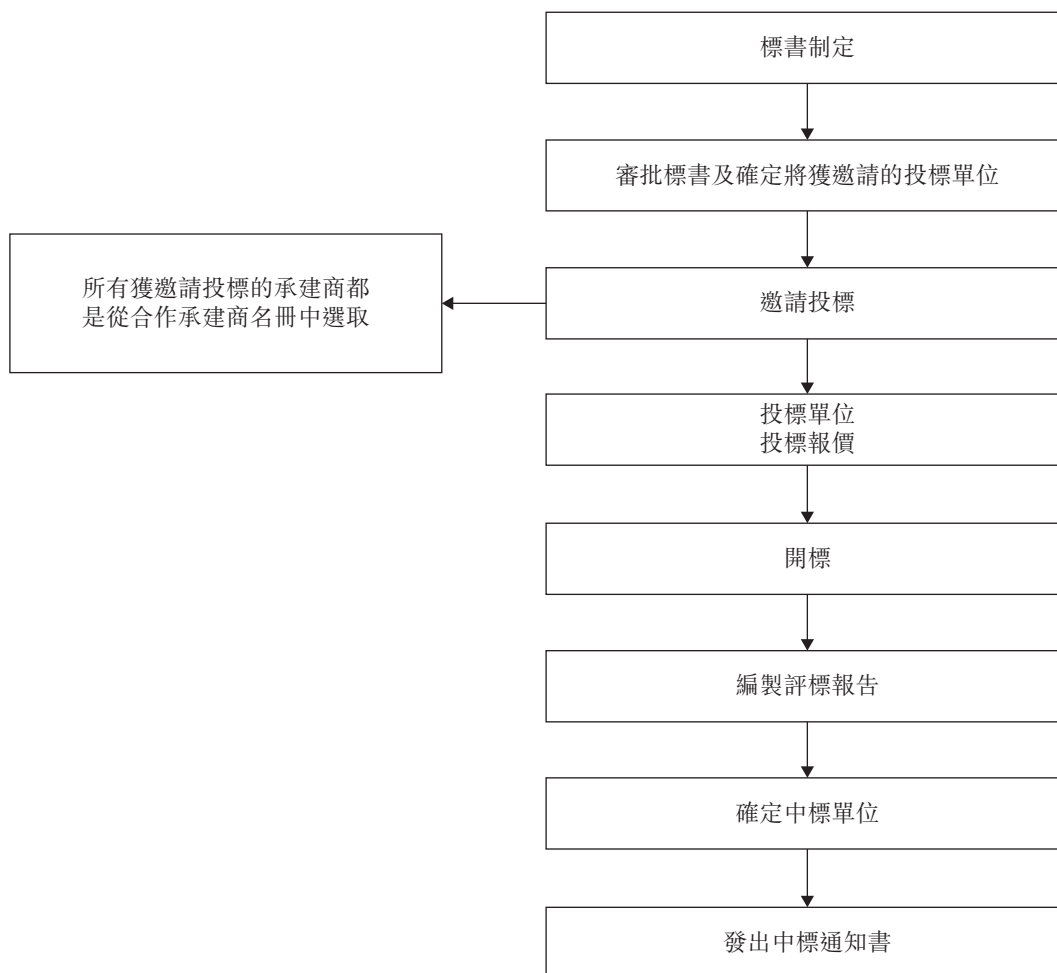 標書制定
審批標書及確定將獲邀請的投標單位
所有獲邀請投標的承建商都
是從合作承建商名冊中選取
邀請投標
投標單位
投標報價
開標
編製評標報告
確定中標單位
發出中標通知書